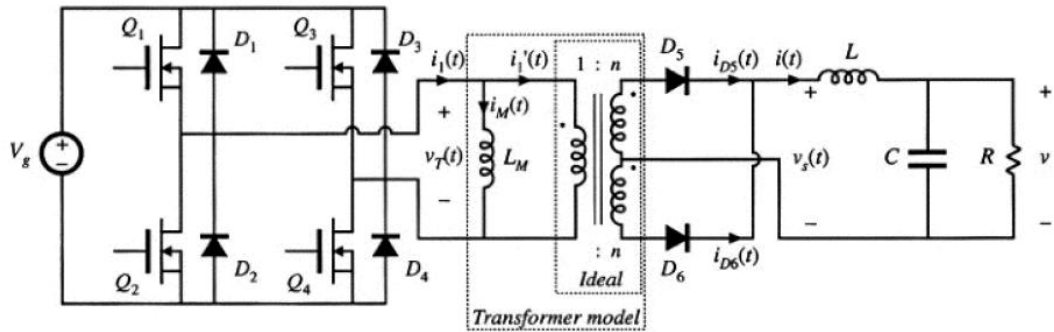 Q1
D1
Q3
D3
i1(t)
i1'(t)
1 : n
D5
iD5(t)
i(t)
L
Vg
+
−
+
vT(t)
−
iM(t)
LM
+
vs(t)
−
C
R
+
v
−
Q2
D2
Q4
D4
: n
Ideal
D6
iD6(t)
Transformer model